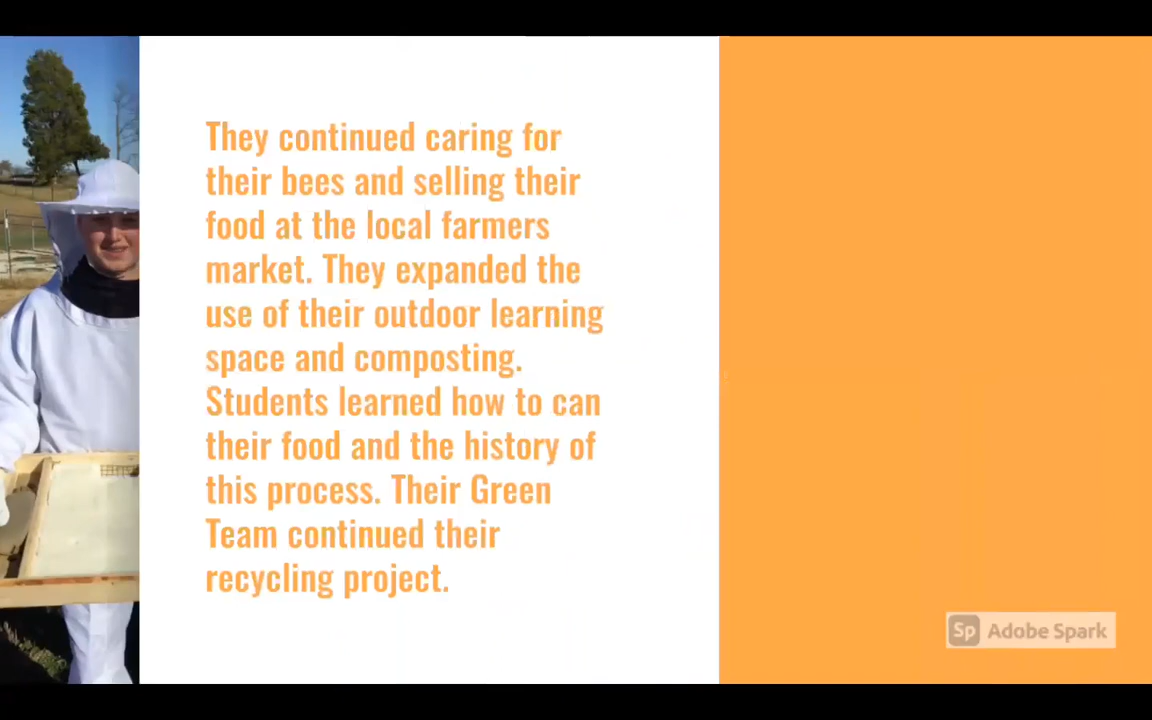 They continued caring for
their bees and selling their
food at the local farmers
market. They expanded the
use of their outdoor learning
space and composting.
Students learned how to can
their food and the history of
this process. Their Green
Team continued their
recycling project.
Sp Adobe Spark